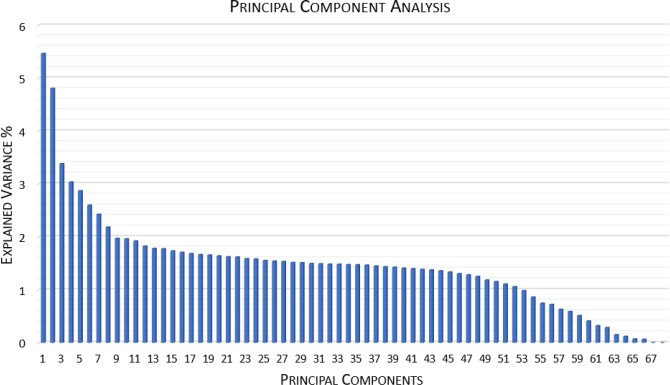 PRINCIPAL COMPONENT ANALYSIS
EXPLAINED VARIANCE %
6
5
4
3
2
1
0
1 3 5 7 9 11 13 15 17 19 21 23 25 27 29 31 33 35 37 39 41 43 45 47 49 51 53 55 57 59 61 63 65 67
PRINCIPAL COMPONENTS